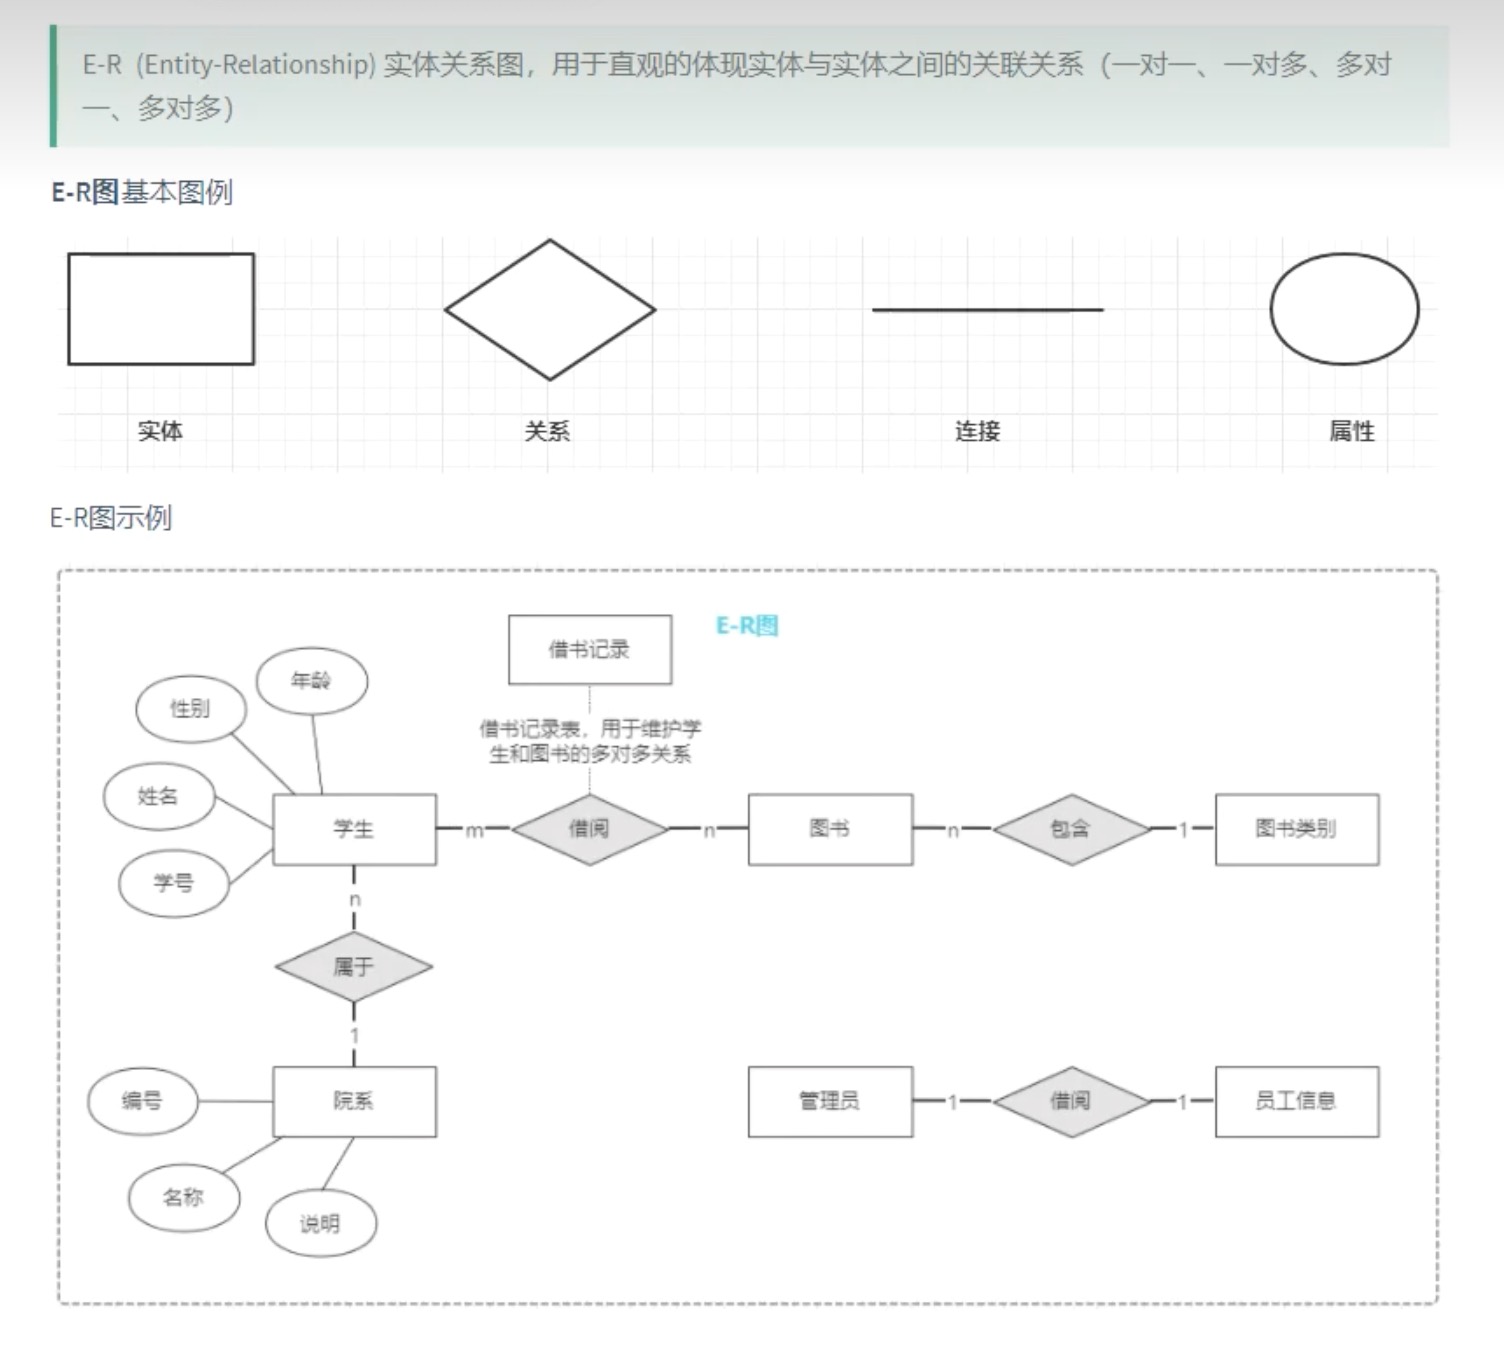 E-R (Entity-Relationship) 实体关系图，用于直观的体现实体与实体之间的关联关系（一对一、一对多、多对
一、多对多）
E-R图基本图例
实体
关系
连接
属性
E-R图示例
E-R图
借书记录
借书记录表，用于维护学
生和图书的多对多关系
年龄
性别
姓名
学号
学生
m
借阅
n
图书
n
包含
1
图书类别
n
属于
1
编号
院系
名称
说明
管理员
1
借阅
1
员工信息